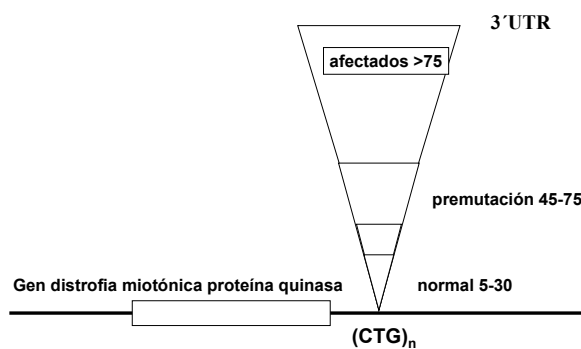 3´UTR
afectados >75
premutación 45-75
Gen distrofia miotónica proteína quinasa
normal 5-30
(CTG)n